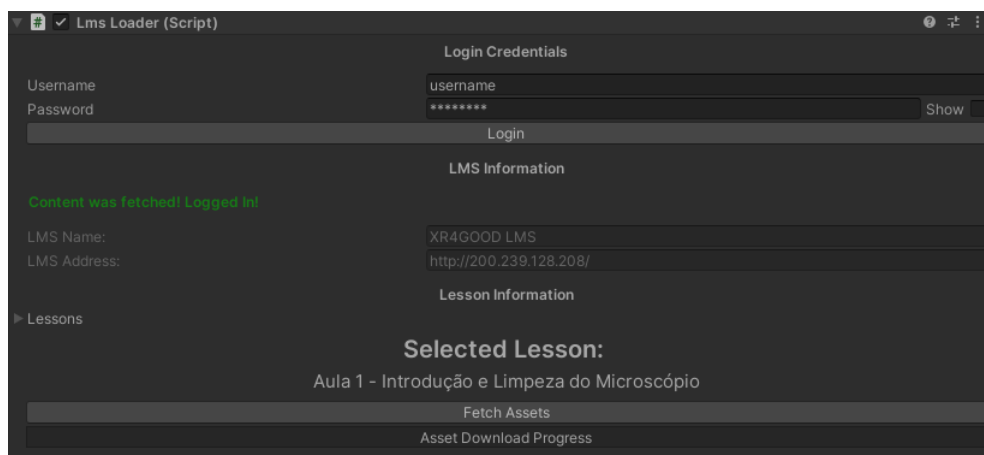 Lms Loader (Script)
Login Credentials
Username username
Password ******** Show
Login
LMS Information
Content was fetched! Logged In!
LMS Name: XR4GOOD LMS
LMS Address: http://200.239.128.208/
Lesson Information
Lessons
Selected Lesson:
Aula 1 - Introdução e Limpeza do Microscópio
Fetch Assets
Asset Download Progress